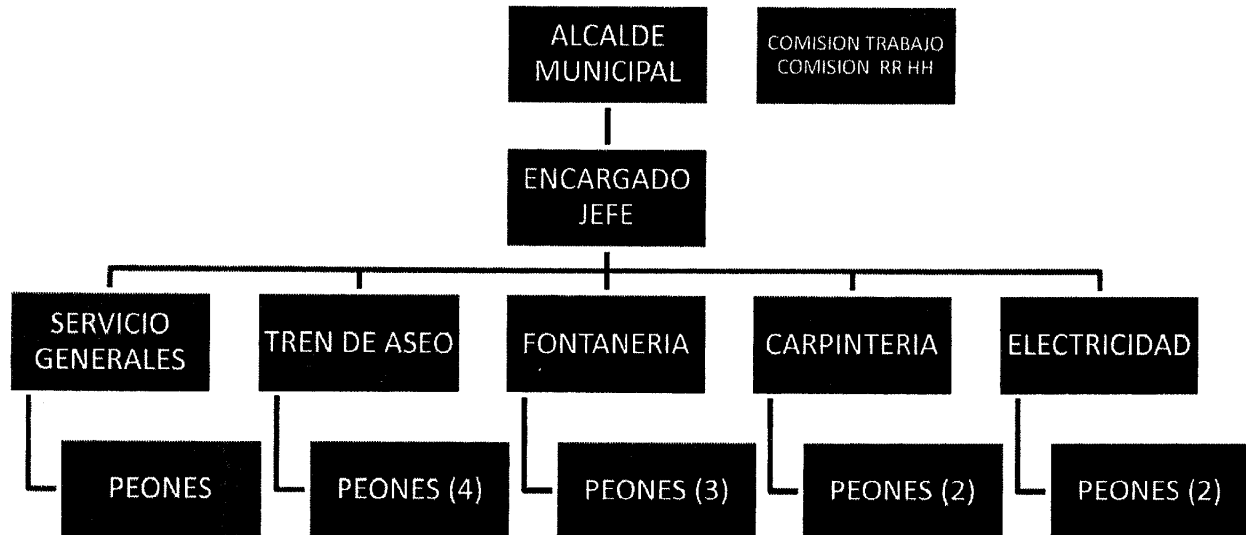 ALCALDE
MUNICIPAL
COMISION TRABAJO
COMISION RR HH
ENCARGADO
JEFE
SERVICIO
GENERALES
TREN DE ASEO
FONTANERIA
CARPINTERIA
ELECTRICIDAD
PEONES
PEONES (4)
PEONES (3)
PEONES (2)
PEONES (2)